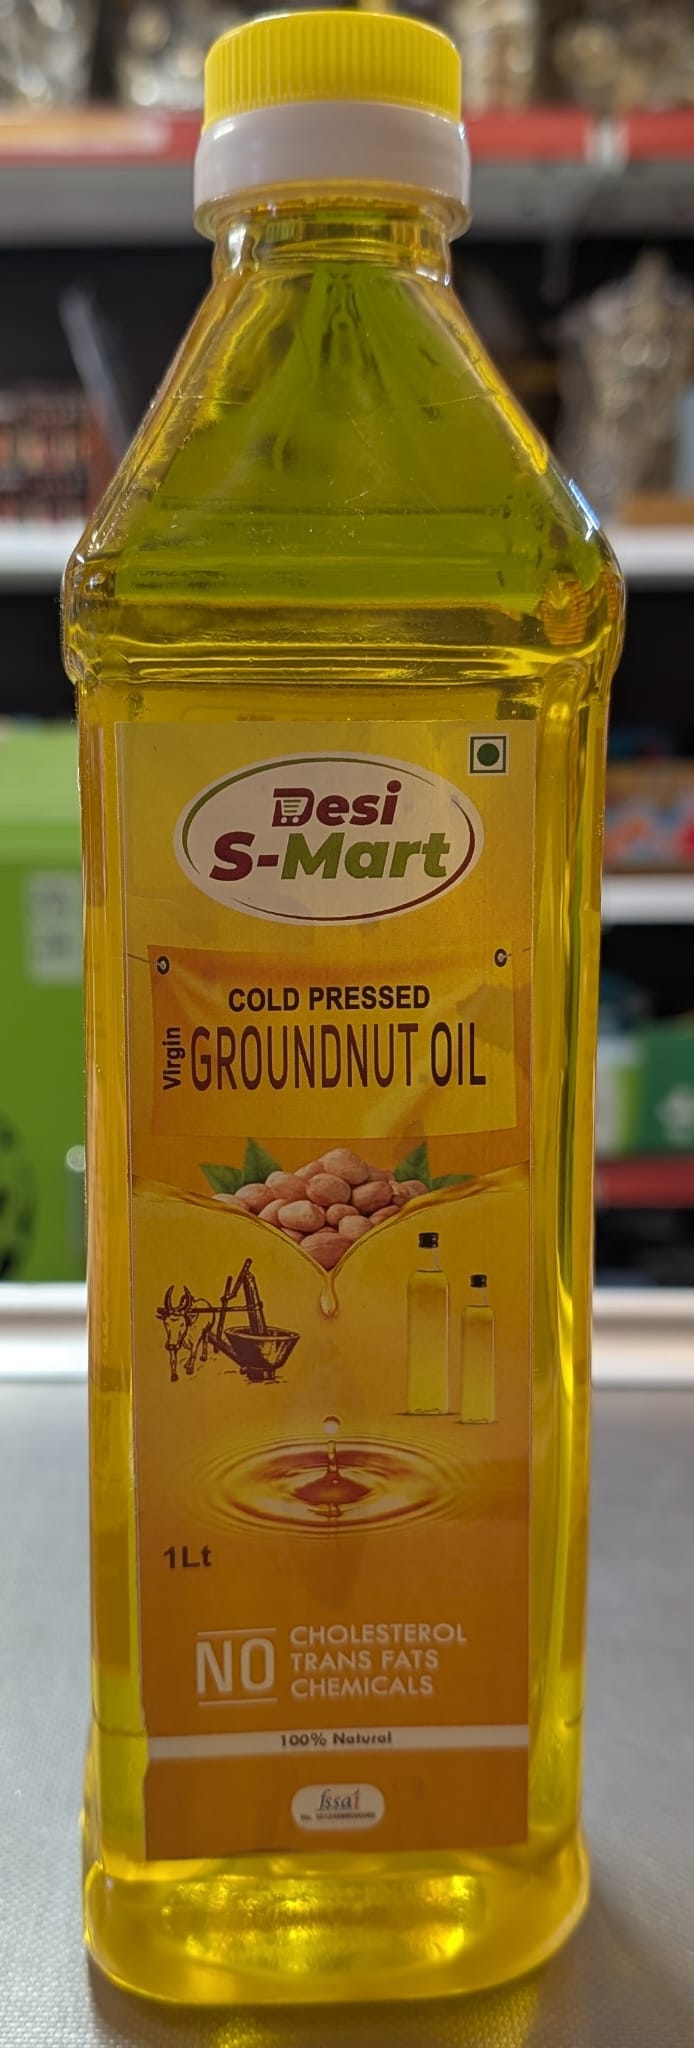 Desi
S-Mart
COLD PRESSED
Virgin GROUNDNUT OIL
1Lt
NO CHOLESTEROL
TRANS FATS
CHEMICALS
100% Natural
fssai